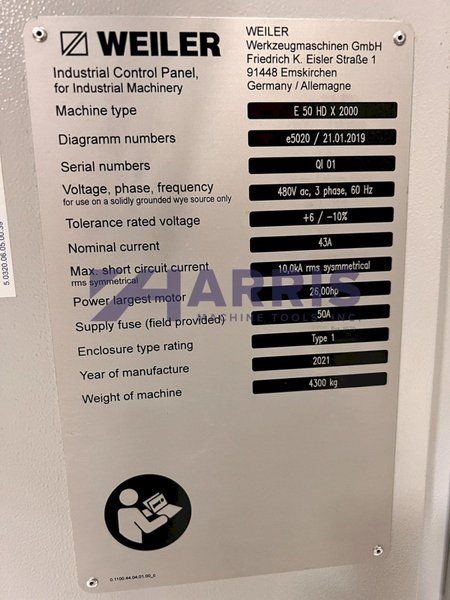 WEILER
WEILER
Werkzeugmaschinen GmbH
Friedrich K. Eisler Straße 1
91448 Emskirchen
Germany / Allemagne
Industrial Control Panel,
for Industrial Machinery
Machine type E 50 HD X 2000
Diagramm numbers e5020 / 21.01.2019
Serial numbers QI 01
Voltage, phase, frequency 480V ac, 3 phase, 60 Hz
for use on a solidly grounded wye source only
Tolerance rated voltage +6 / -10%
Nominal current 43A
Max. short circuit current 10,0kA rms sysmmetrical
rms symmetrical
Power largest motor 26,00hp
Supply fuse (field provided) 50A
Enclosure type rating Type 1
Year of manufacture 2021
Weight of machine 4300 kg
HARRIS
MACHINE TOOLS, INC.
0.1100.44.04.01.00_c
5.0320.06.05.00.39